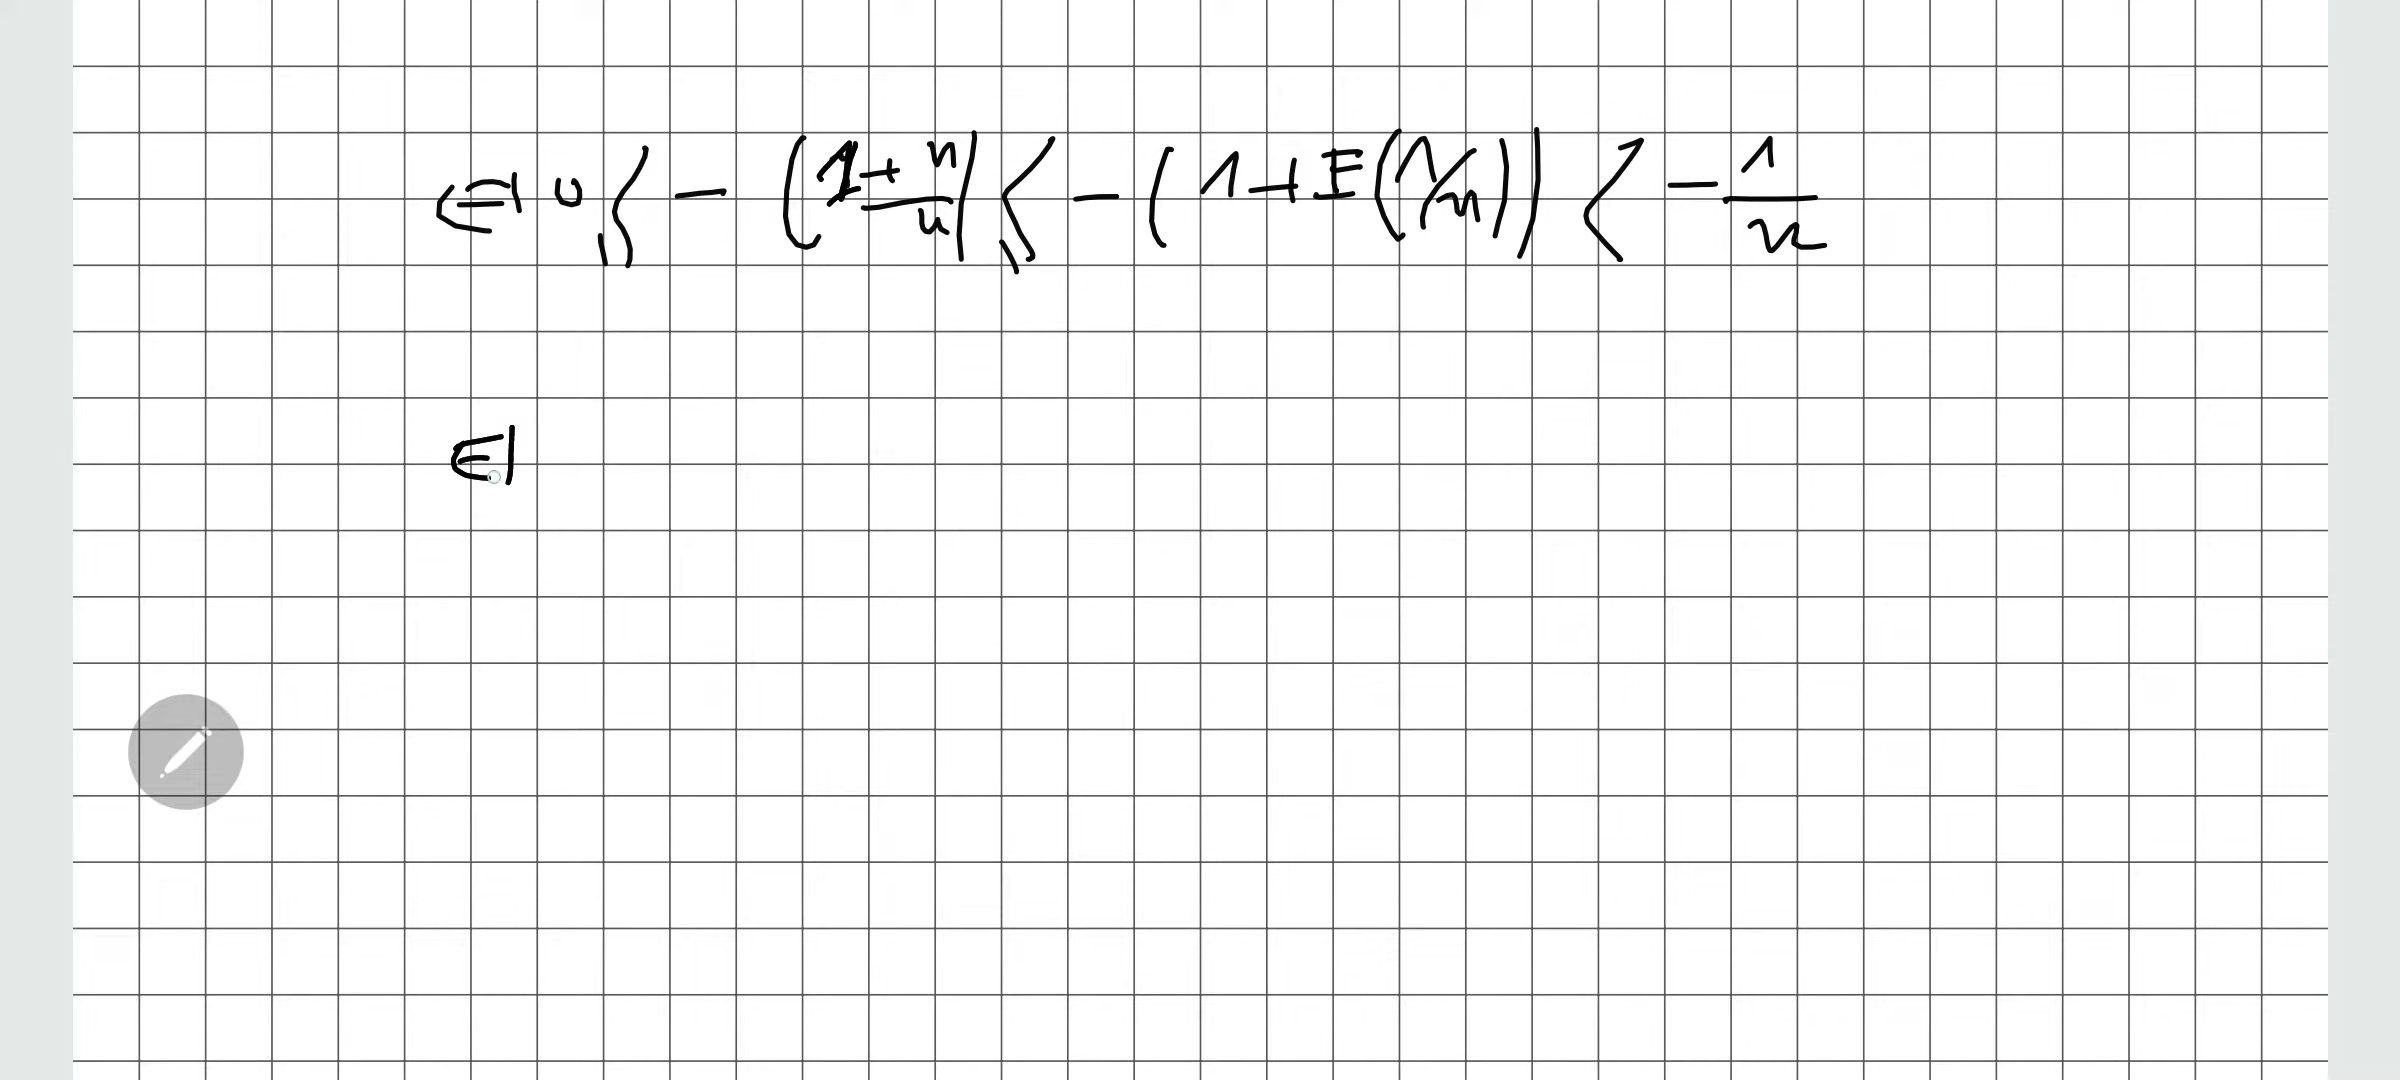 ⇔ 0 ⩽ - (1 + n / n) ⩽ - (1 + E(1/n)) < - 1/n
⇔